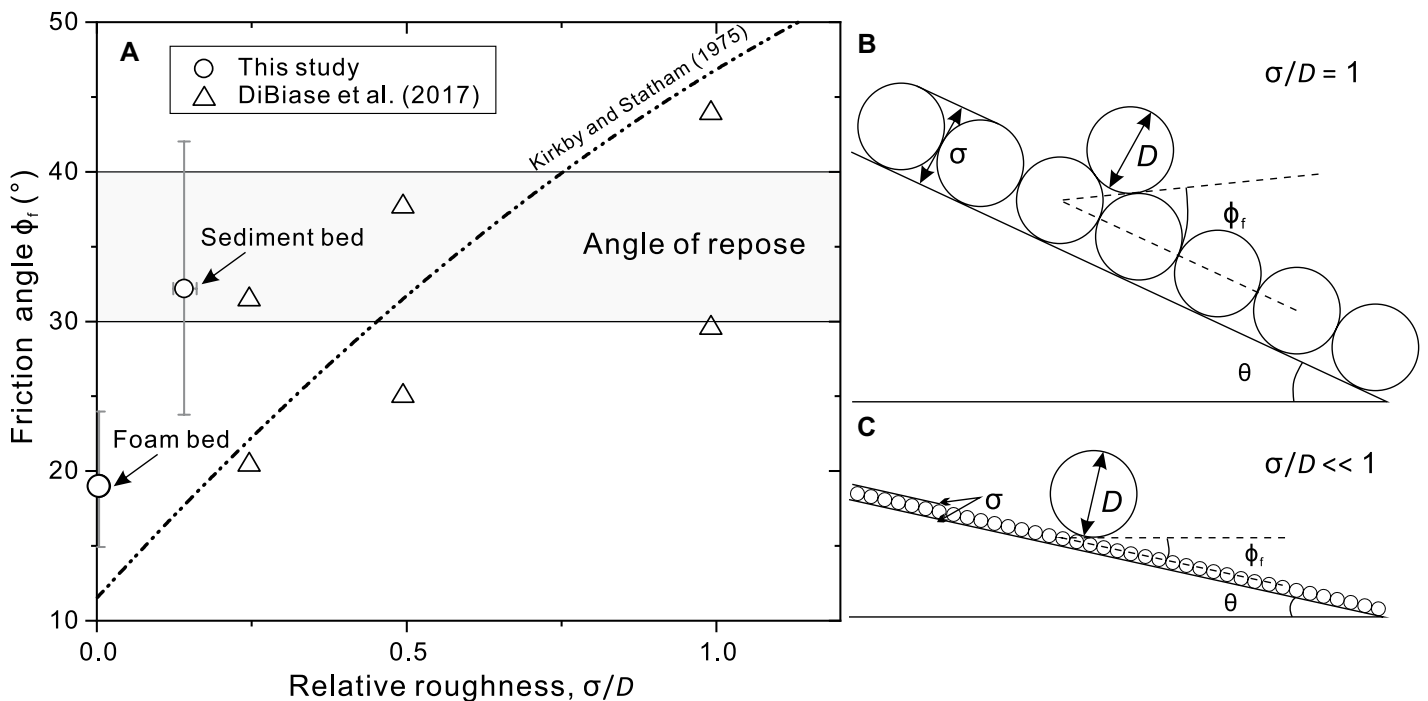 A
This study
DiBiase et al. (2017)
Kirkby and Statham (1975)
Sediment bed
Angle of repose
Foam bed
50
40
30
20
10
Friction angle ϕf (°)
0.0
0.5
1.0
Relative roughness, σ/D
B
σ/D = 1
σ
D
ϕf
θ
C
σ/D << 1
σ
D
ϕf
θ